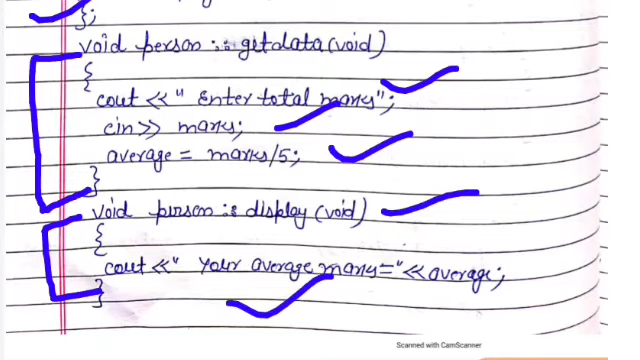 };
void person :: getdata(void)
{
cout << " Enter total marks";
cin >> marks;
average = marks/5;
}
void person :: display (void)
{
cout <<" Your average marks="<< average;
}
Scanned with CamScanner